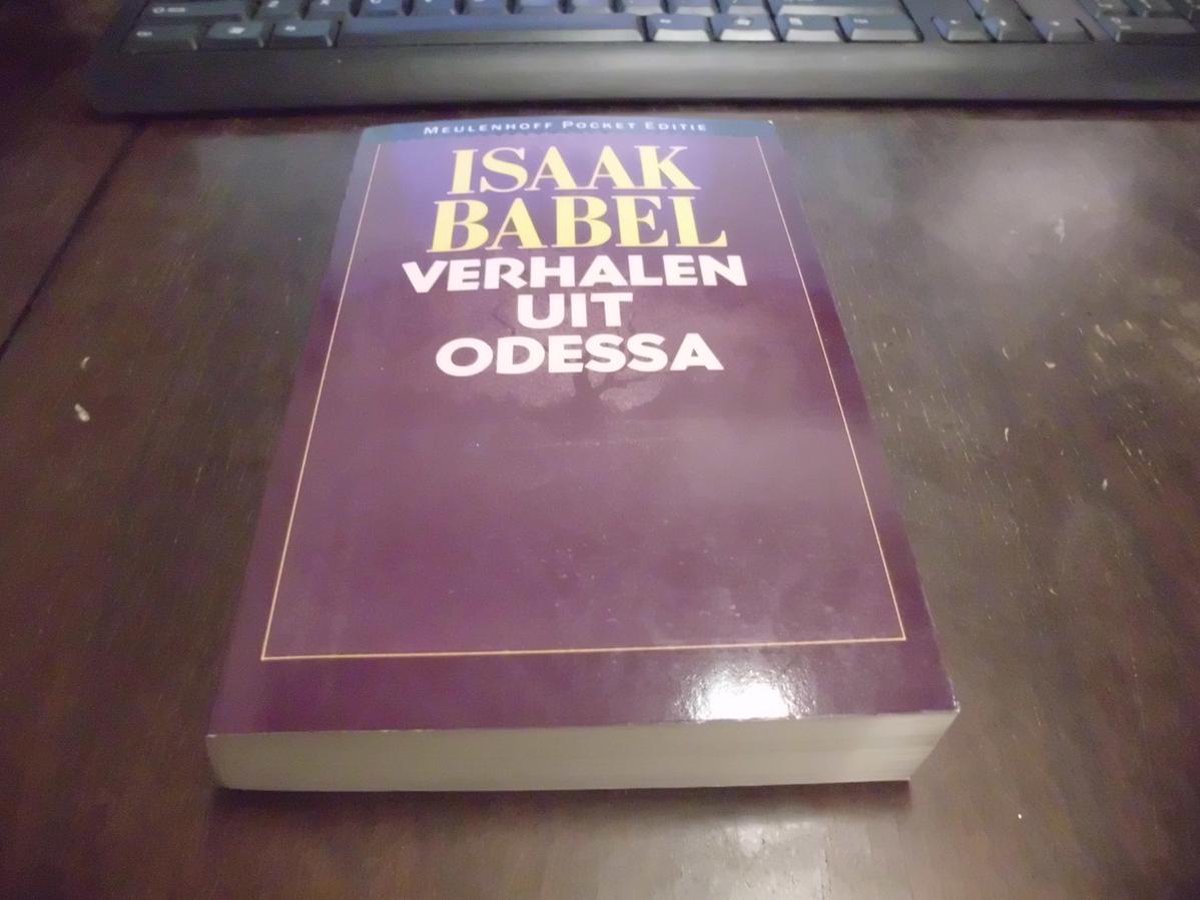 MEULENHOFF POCKET EDITIE
ISAAK
BABEL
VERHALEN
UIT
ODESSA